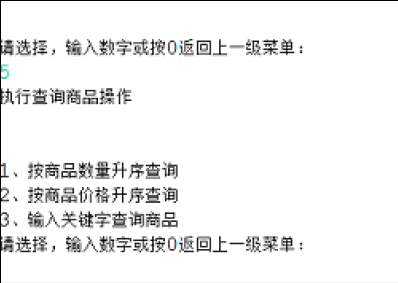 请选择，输入数字或按0返回上一级菜单：
5
执行查询商品操作
1、按商品数量升序查询
2、按商品价格升序查询
3、输入关键字查询商品
请选择，输入数字或按0返回上一级菜单：